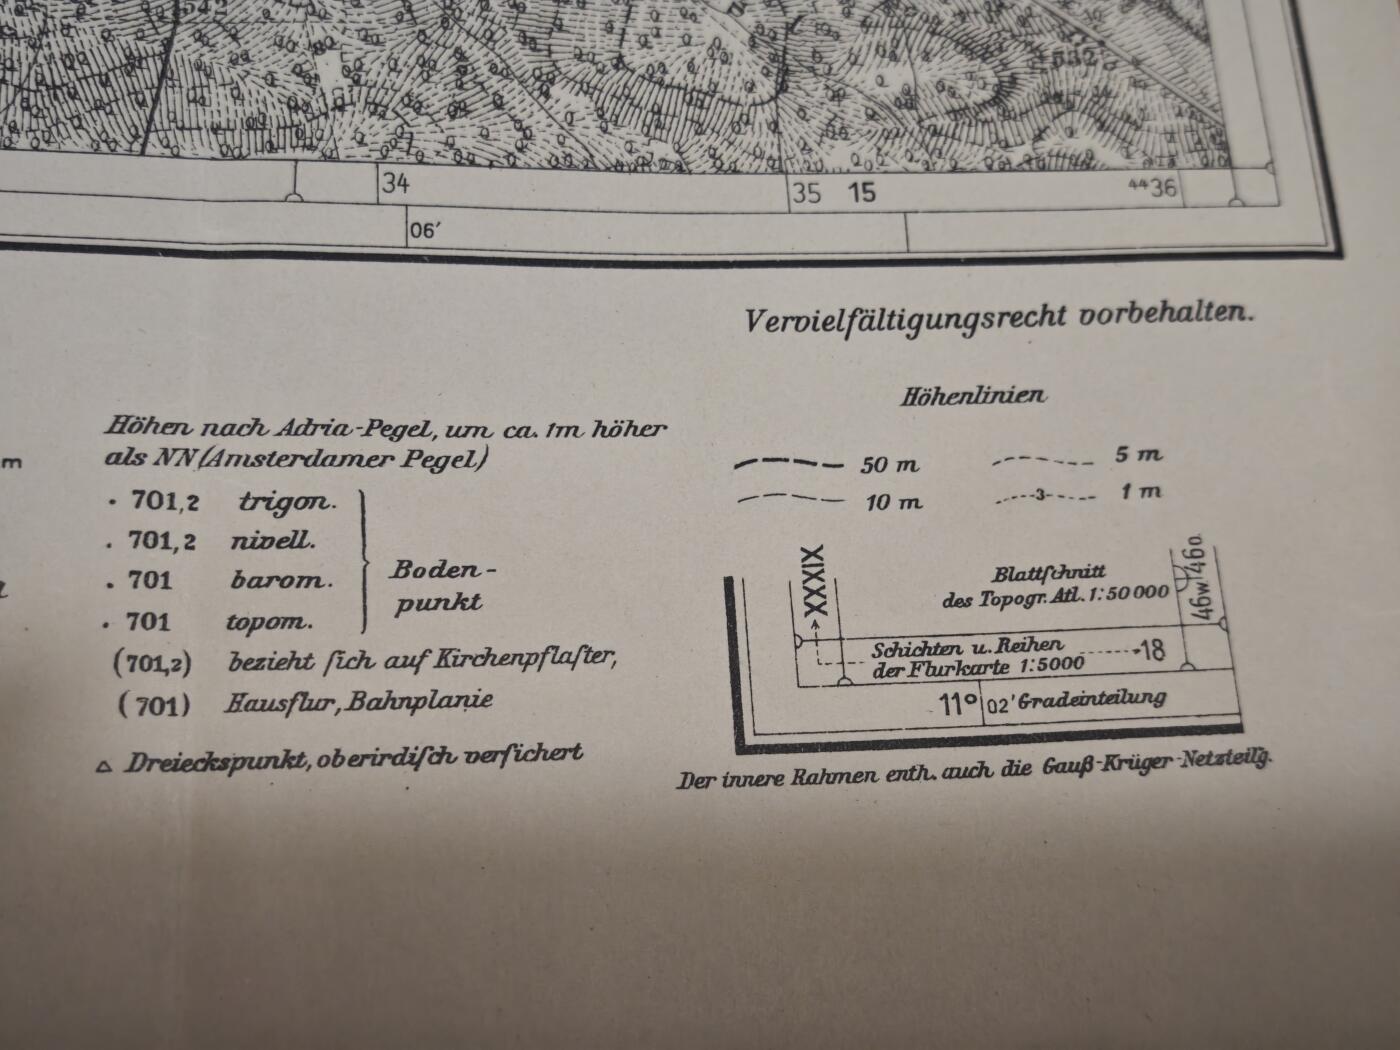 542
532
34
35 15
⁴⁴36
06′
Vervielfältigungsrecht vorbehalten.
Höhen nach Adria-Pegel, um ca. 1m höher
als NN (Amsterdamer Pegel)
m
· 701,2 trigon.
. 701,2 nivell.
. 701 barom.
. 701 topom.
Boden-
punkt
(701,2) bezieht ſich auf Kirchenpflaſter,
(701) Hausflur, Bahnplanie
△ Dreieckspunkt, oberirdiſch verſichert
Höhenlinien
50 m
5 m
10 m
3
1 m
XXXIX
Blattſchnitt
des Topogr. Atl. 1:50 000
46w 46o
Schichten u. Reihen
der Flurkarte 1:5000
18
11° 02′ Gradeinteilung
Der innere Rahmen enth. auch die Gauß-Krüger-Netzteilg.